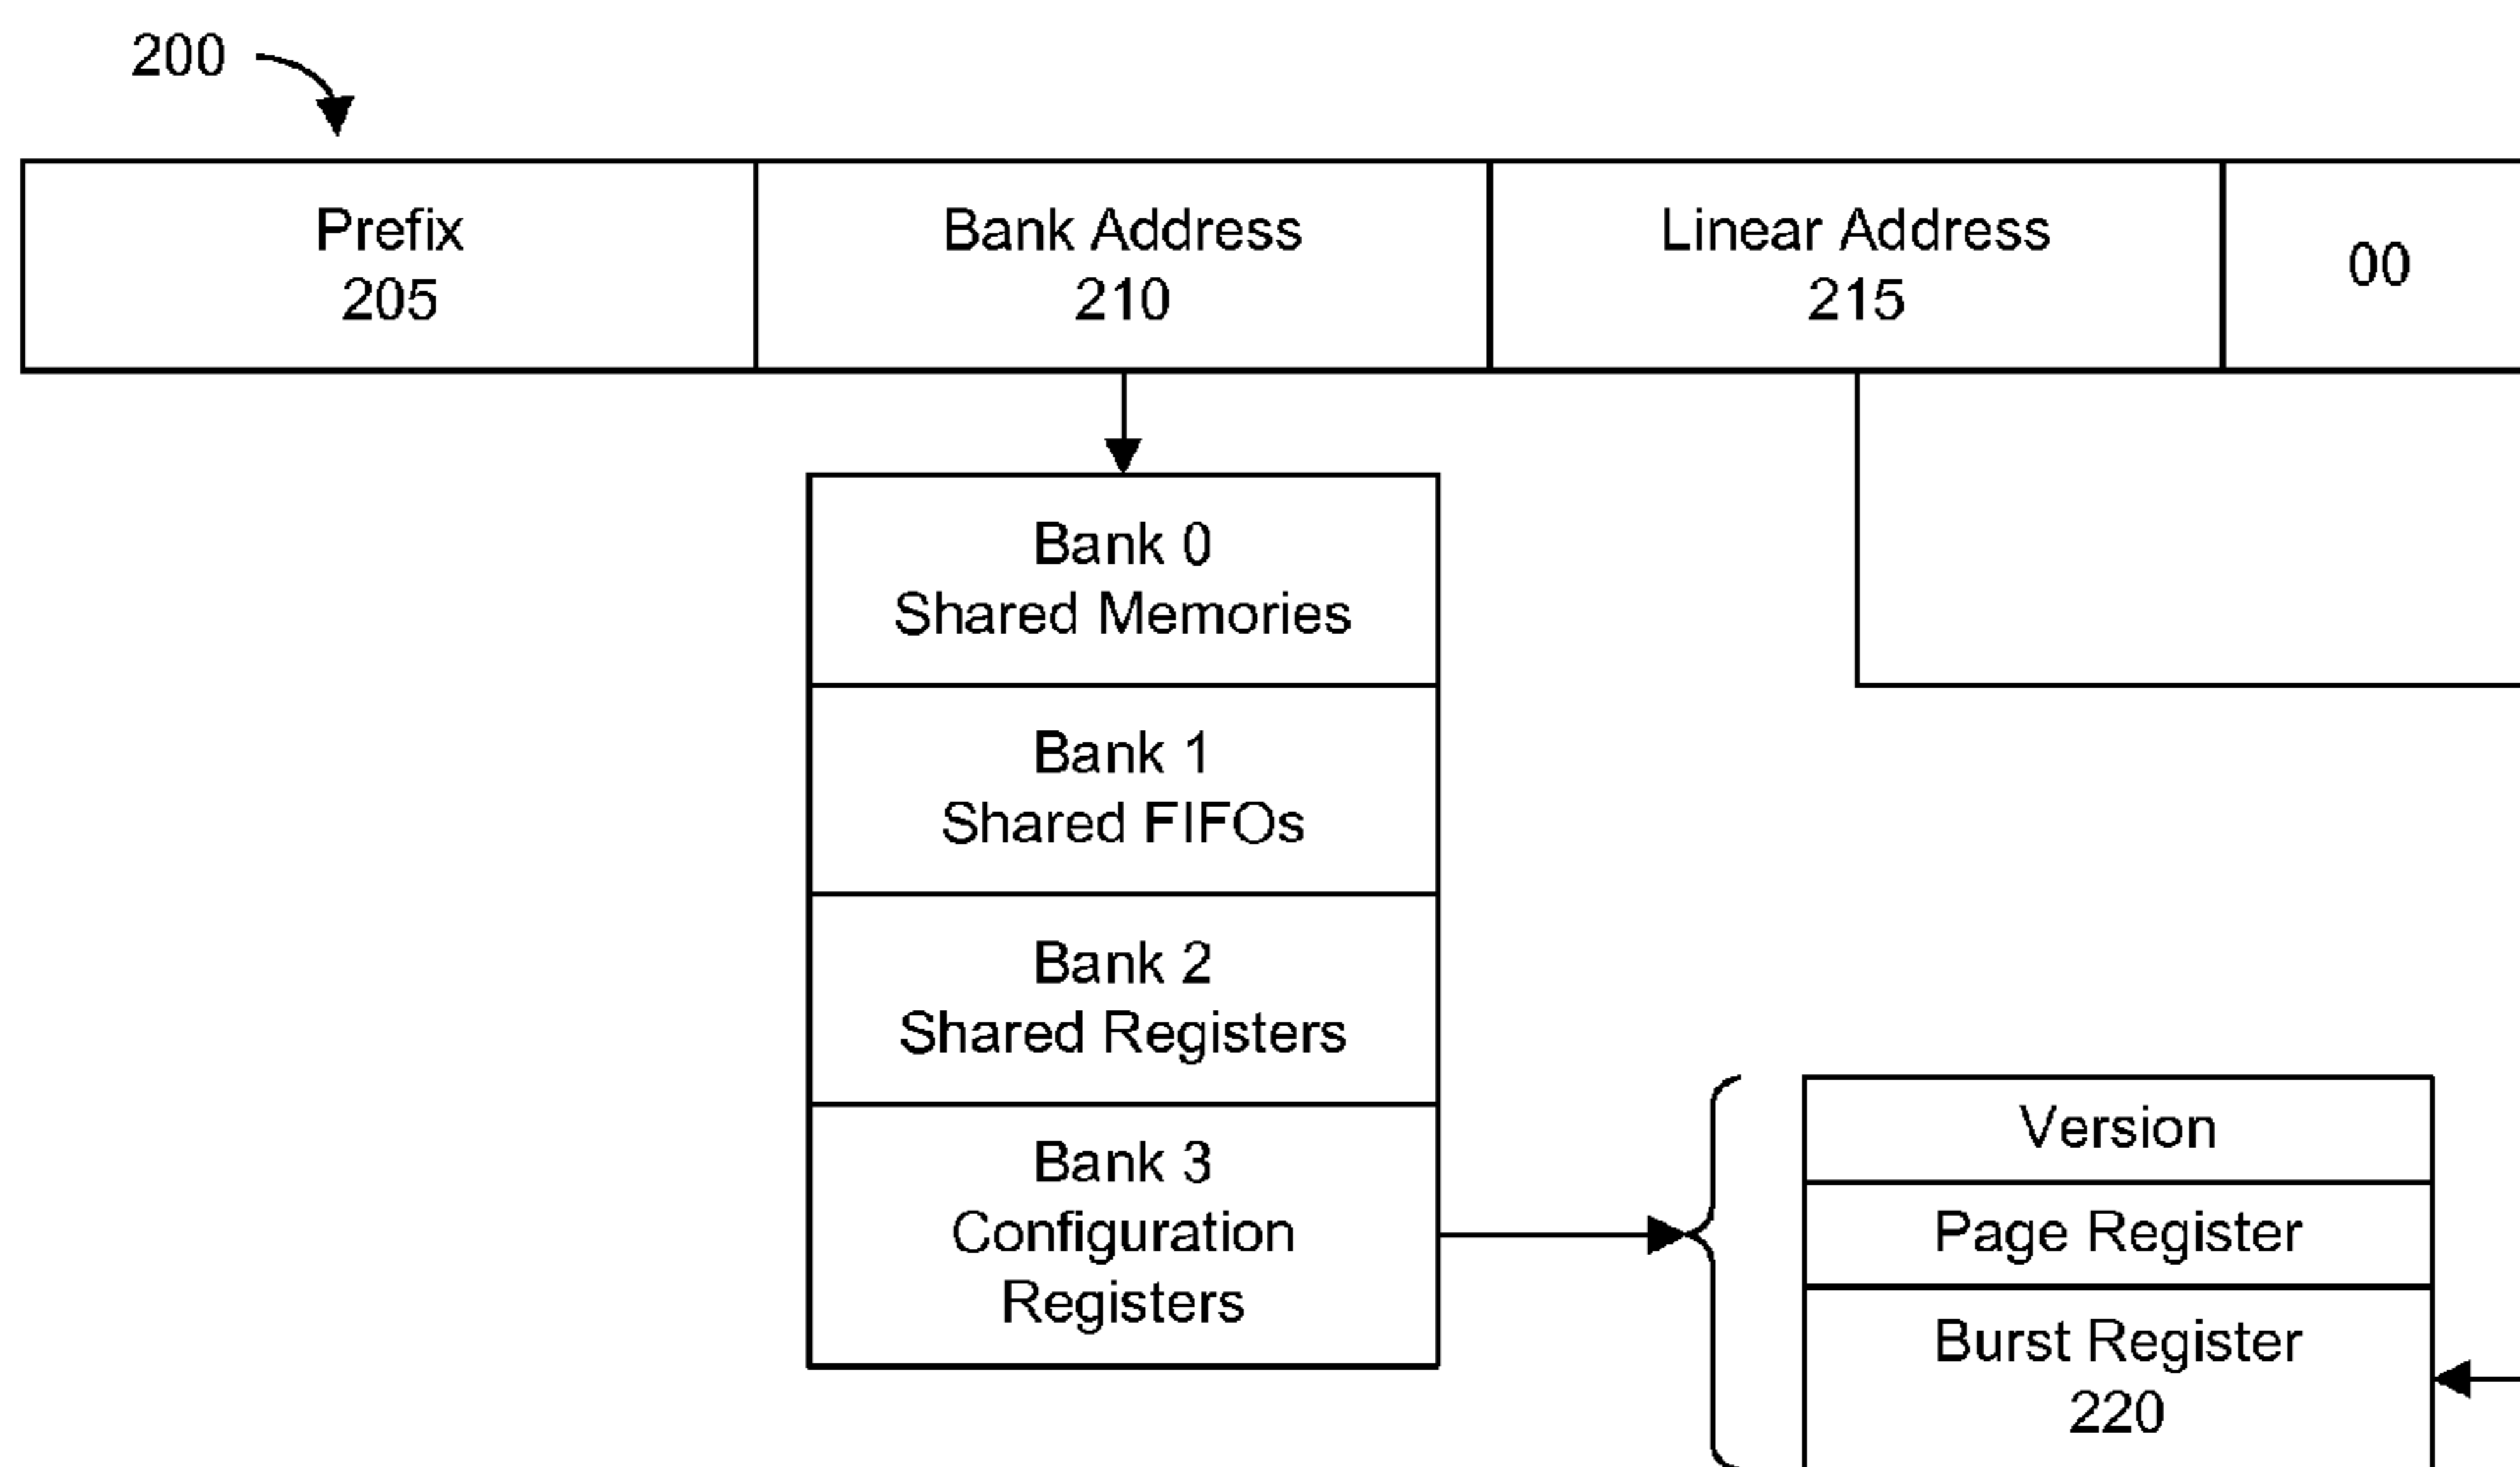 200
Prefix
205
Bank Address
210
Linear Address
215
00
Bank 0
Shared Memories
Bank 1
Shared FIFOs
Bank 2
Shared Registers
Bank 3
Configuration
Registers
Version
Page Register
Burst Register
220